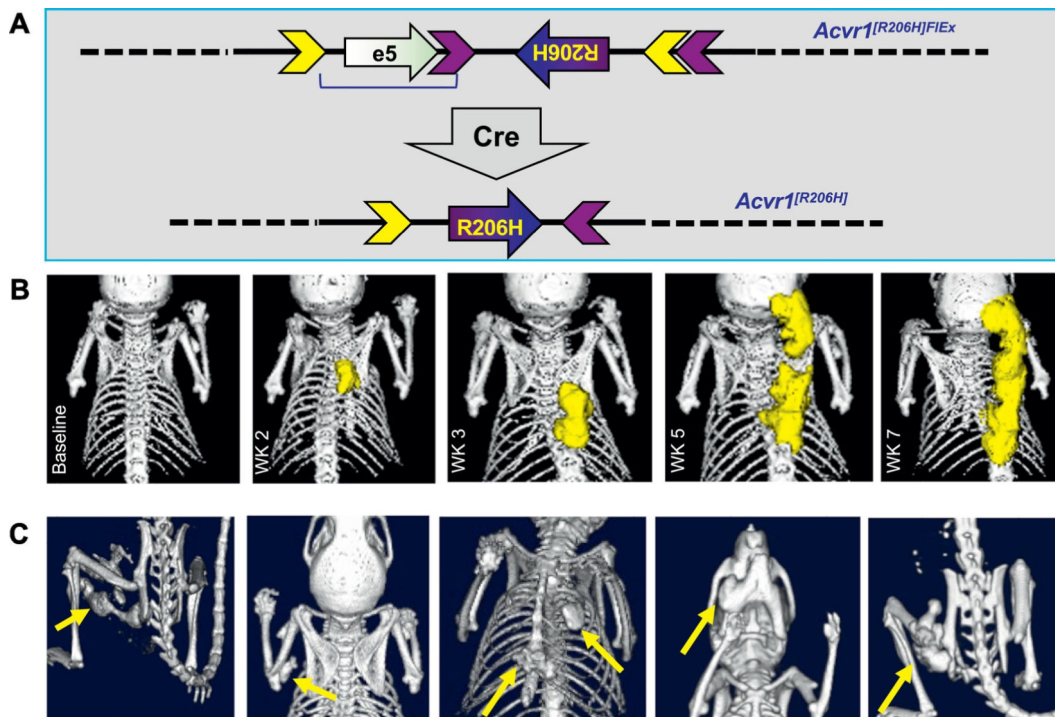 A
Acvr1[R206H]FlEx
e5
R206H
Cre
Acvr1[R206H]
R206H
B
Baseline
WK 2
WK 3
WK 5
WK 7
C